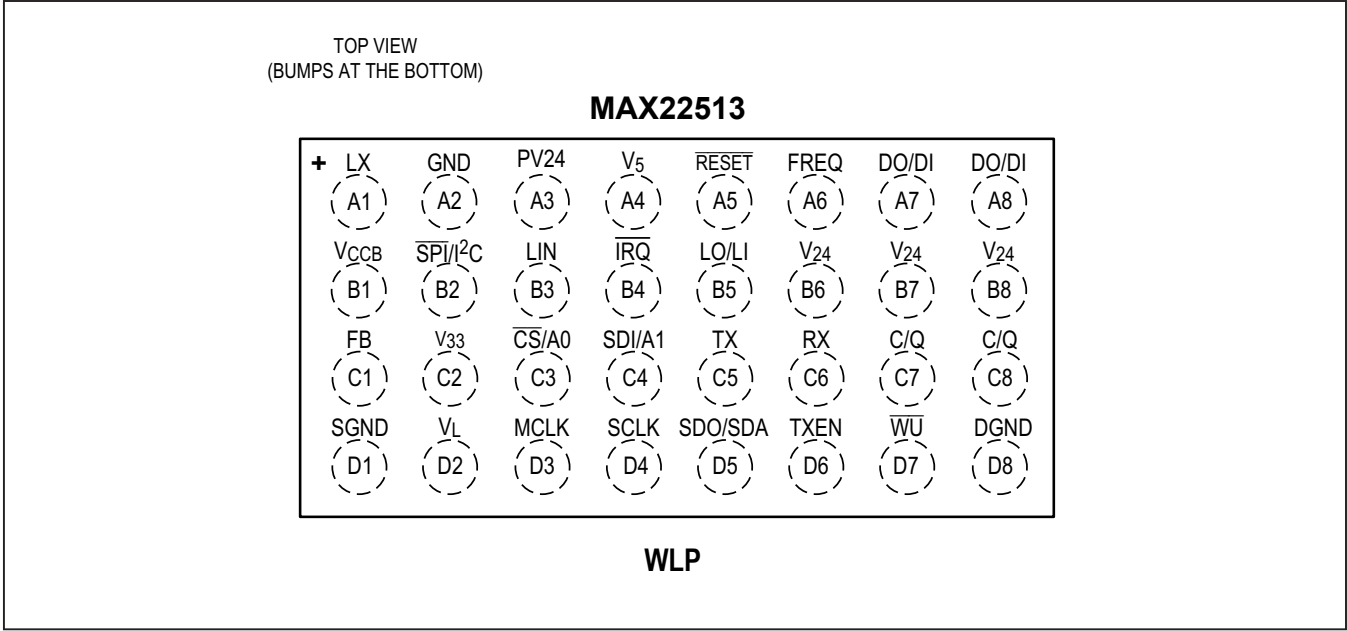 TOP VIEW
(BUMPS AT THE BOTTOM)
MAX22513
+ LX GND PV24 V5 RESET FREQ DO/DI DO/DI
A1 A2 A3 A4 A5 A6 A7 A8
VCCB SPI/I2C LIN IRQ LO/LI V24 V24 V24
B1 B2 B3 B4 B5 B6 B7 B8
FB V33 CS/A0 SDI/A1 TX RX C/Q C/Q
C1 C2 C3 C4 C5 C6 C7 C8
SGND VL MCLK SCLK SDO/SDA TXEN WU DGND
D1 D2 D3 D4 D5 D6 D7 D8
WLP